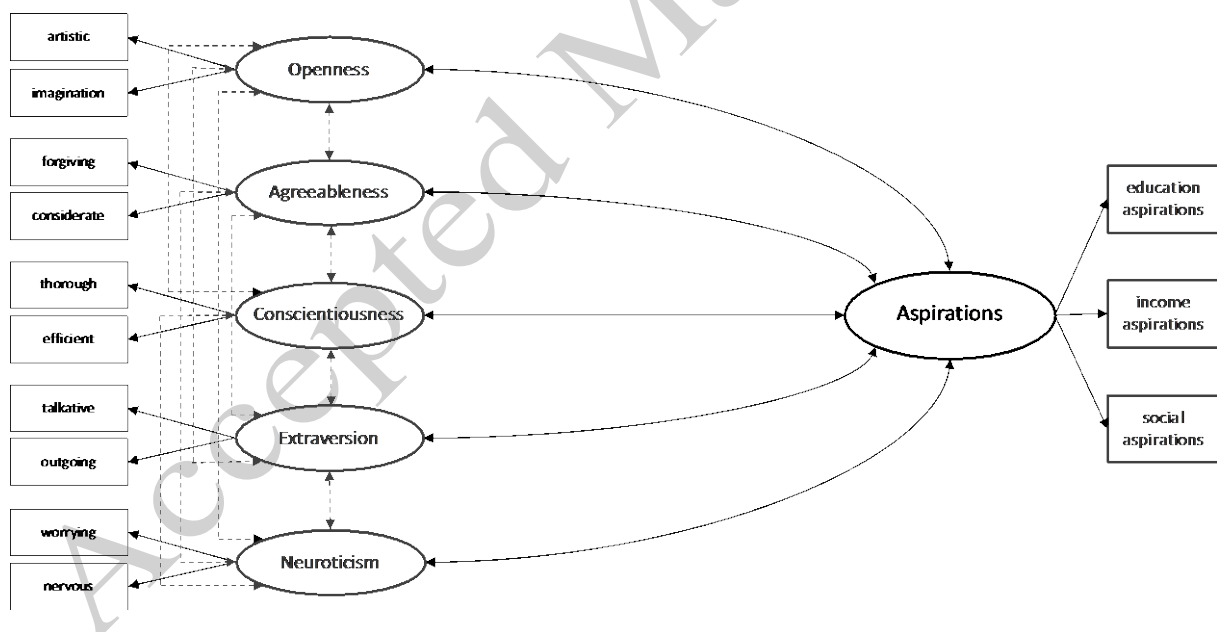 artistic
imagination
Openness
forgiving
considerate
Agreeableness
thorough
efficient
Conscientiousness
talkative
outgoing
Extraversion
worrying
nervous
Neuroticism
Aspirations
education
aspirations
income
aspirations
social
aspirations
Accepted Ma